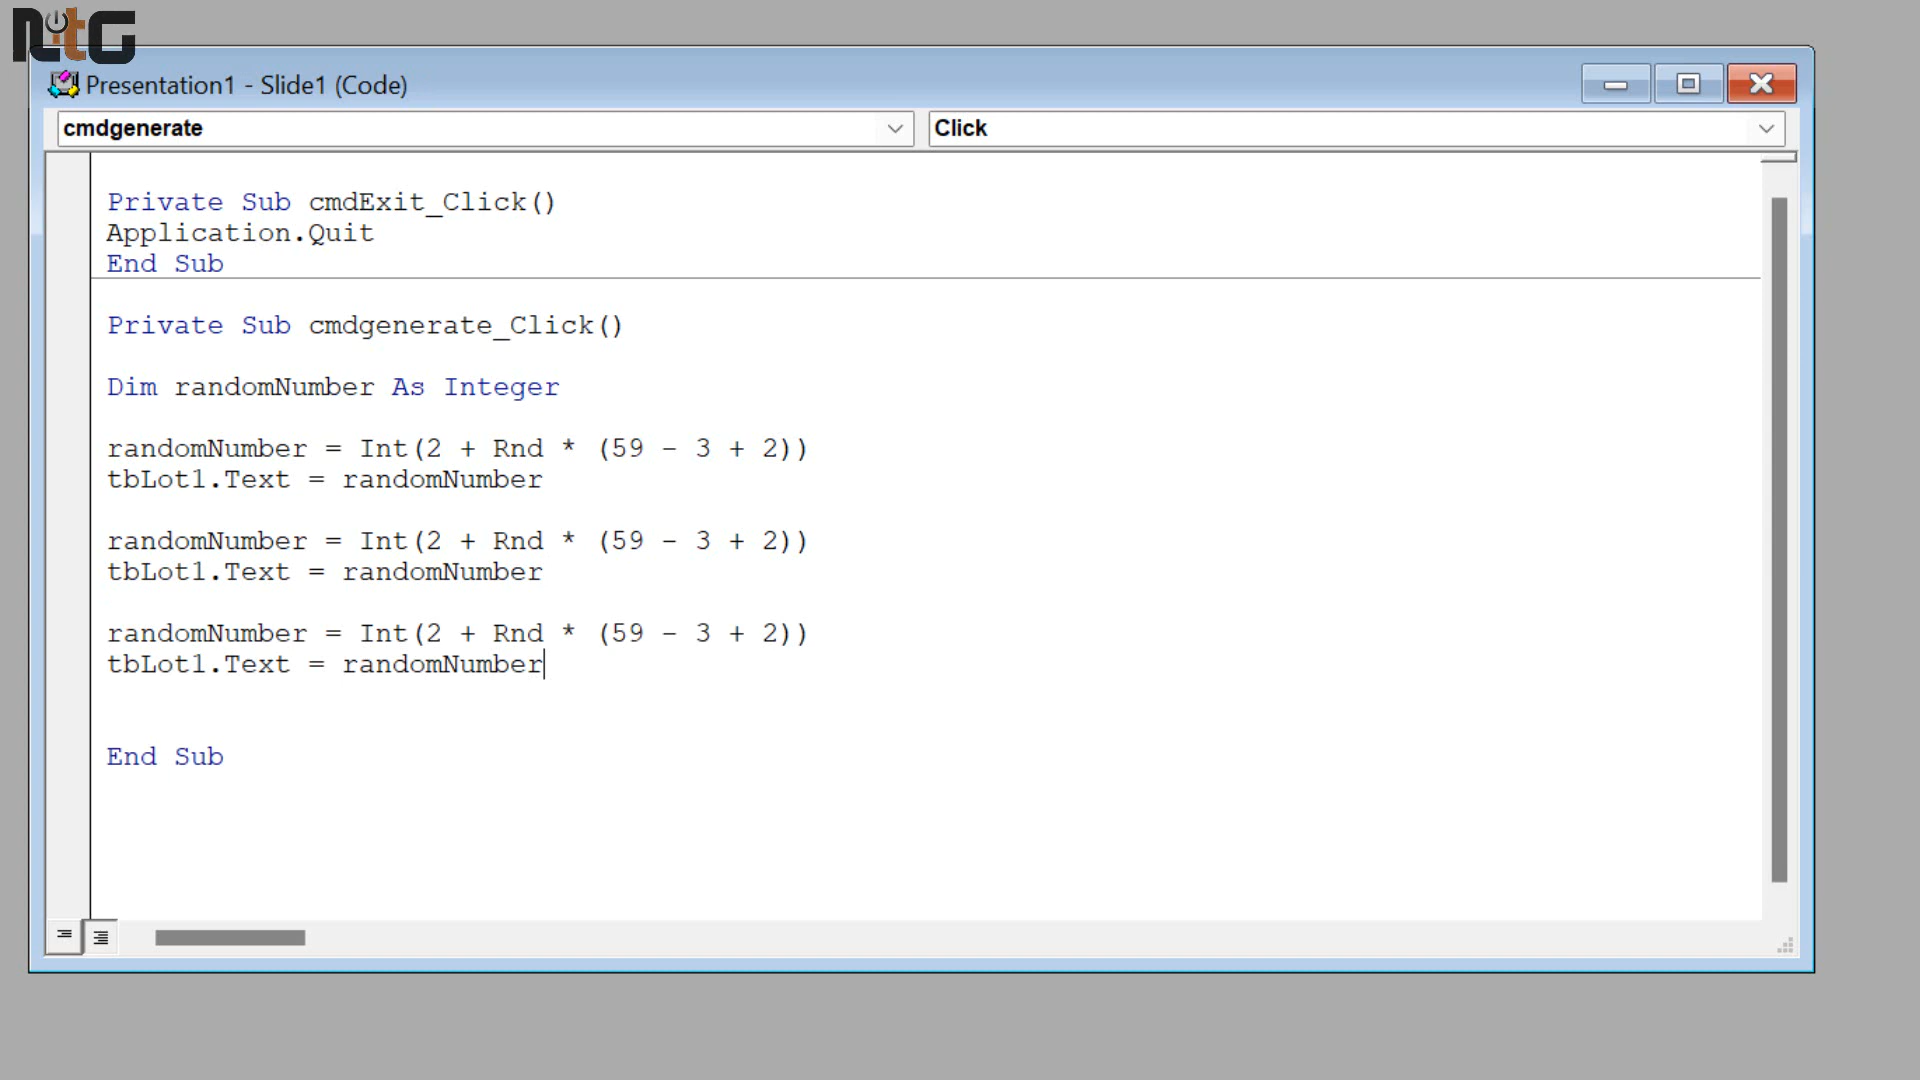 NitG
Presentation1 - Slide1 (Code)
cmdgenerate
Click
Private Sub cmdExit_Click()
Application.Quit
End Sub
Private Sub cmdgenerate_Click()
Dim randomNumber As Integer
randomNumber = Int(2 + Rnd * (59 - 3 + 2))
tbLot1.Text = randomNumber
randomNumber = Int(2 + Rnd * (59 - 3 + 2))
tbLot1.Text = randomNumber
randomNumber = Int(2 + Rnd * (59 - 3 + 2))
tbLot1.Text = randomNumber
End Sub